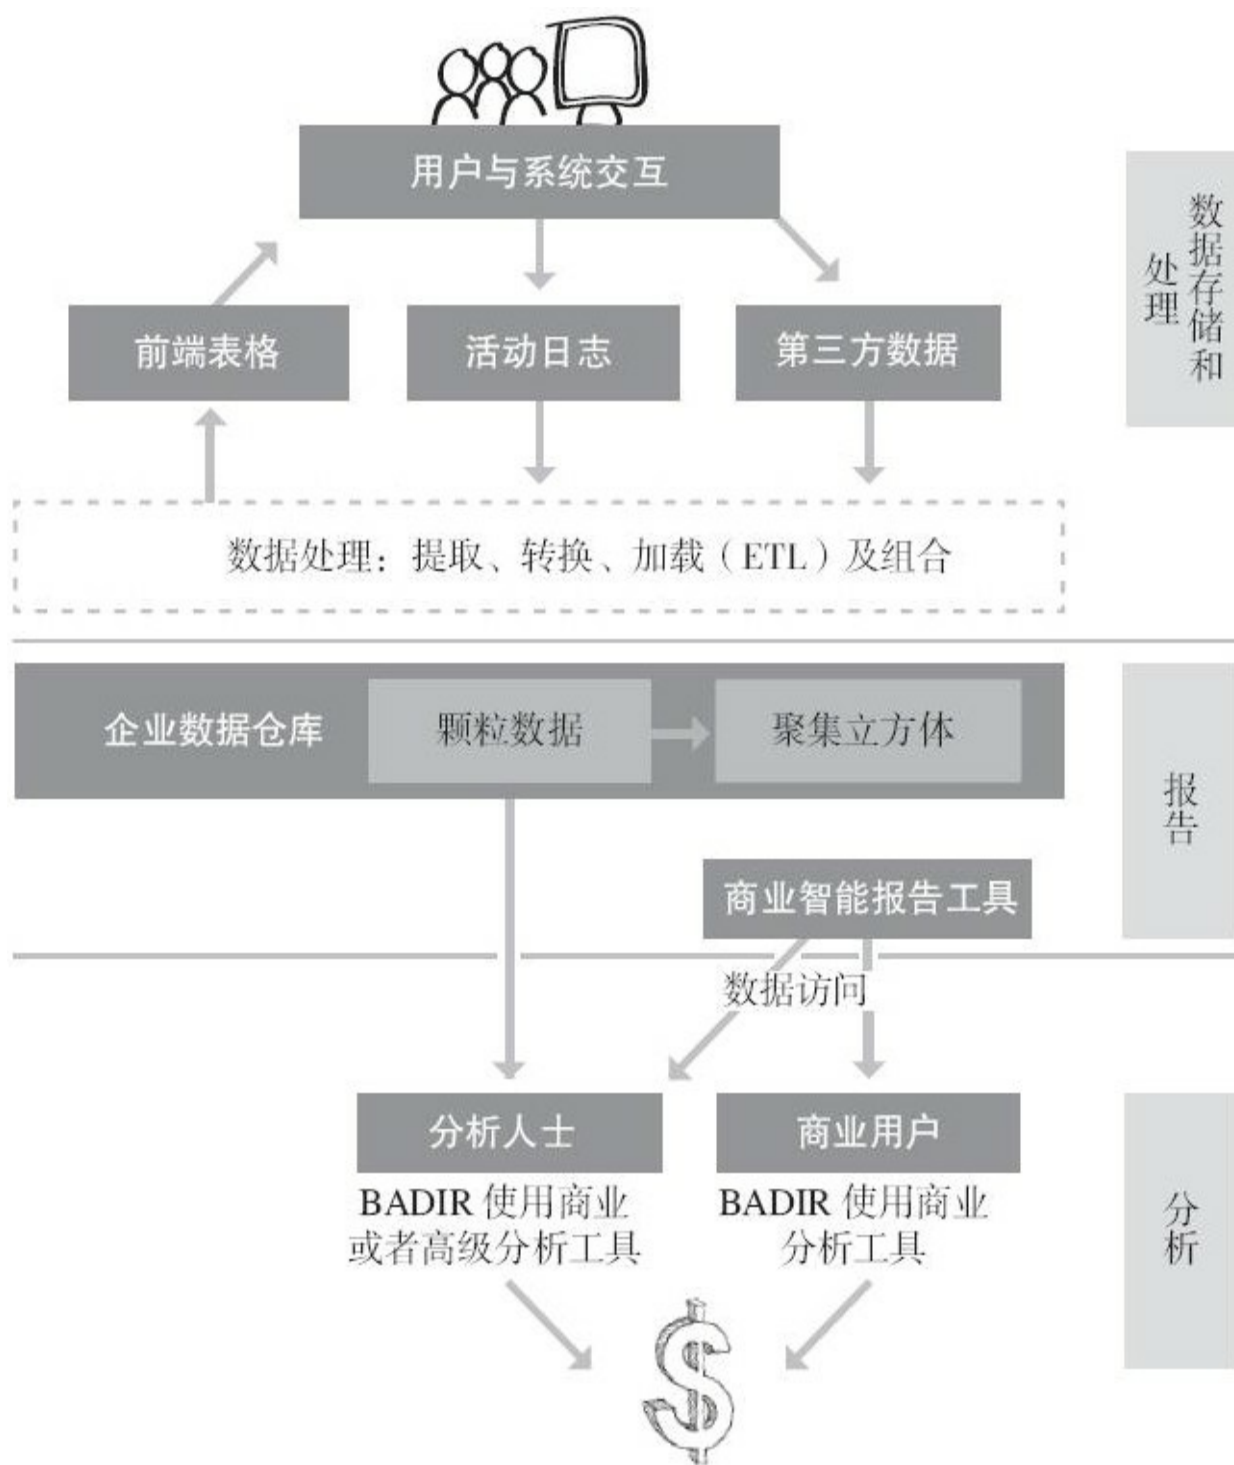 用户与系统交互
数据存储和
处理
前端表格
活动日志
第三方数据
数据处理：提取、转换、加载（ETL）及组合
企业数据仓库
颗粒数据
聚集立方体
报告
商业智能报告工具
数据访问
分析人士
商业用户
BADIR 使用商业
或者高级分析工具
BADIR 使用商业
分析工具
分析